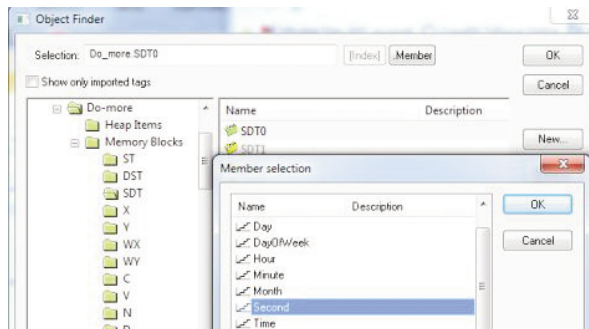 Object Finder
Selection: Do_more.SDT0 [Index] .Member OK
Show only imported tags Cancel
Do-more
Heap Items
Memory Blocks
ST
DST
SDT
X
Y
WX
WY
C
V
N
Name Description
SDT0
SDT1
New...
Member selection
Name Description
Day
DayOfWeek
Hour
Minute
Month
Second
Time
OK
Cancel